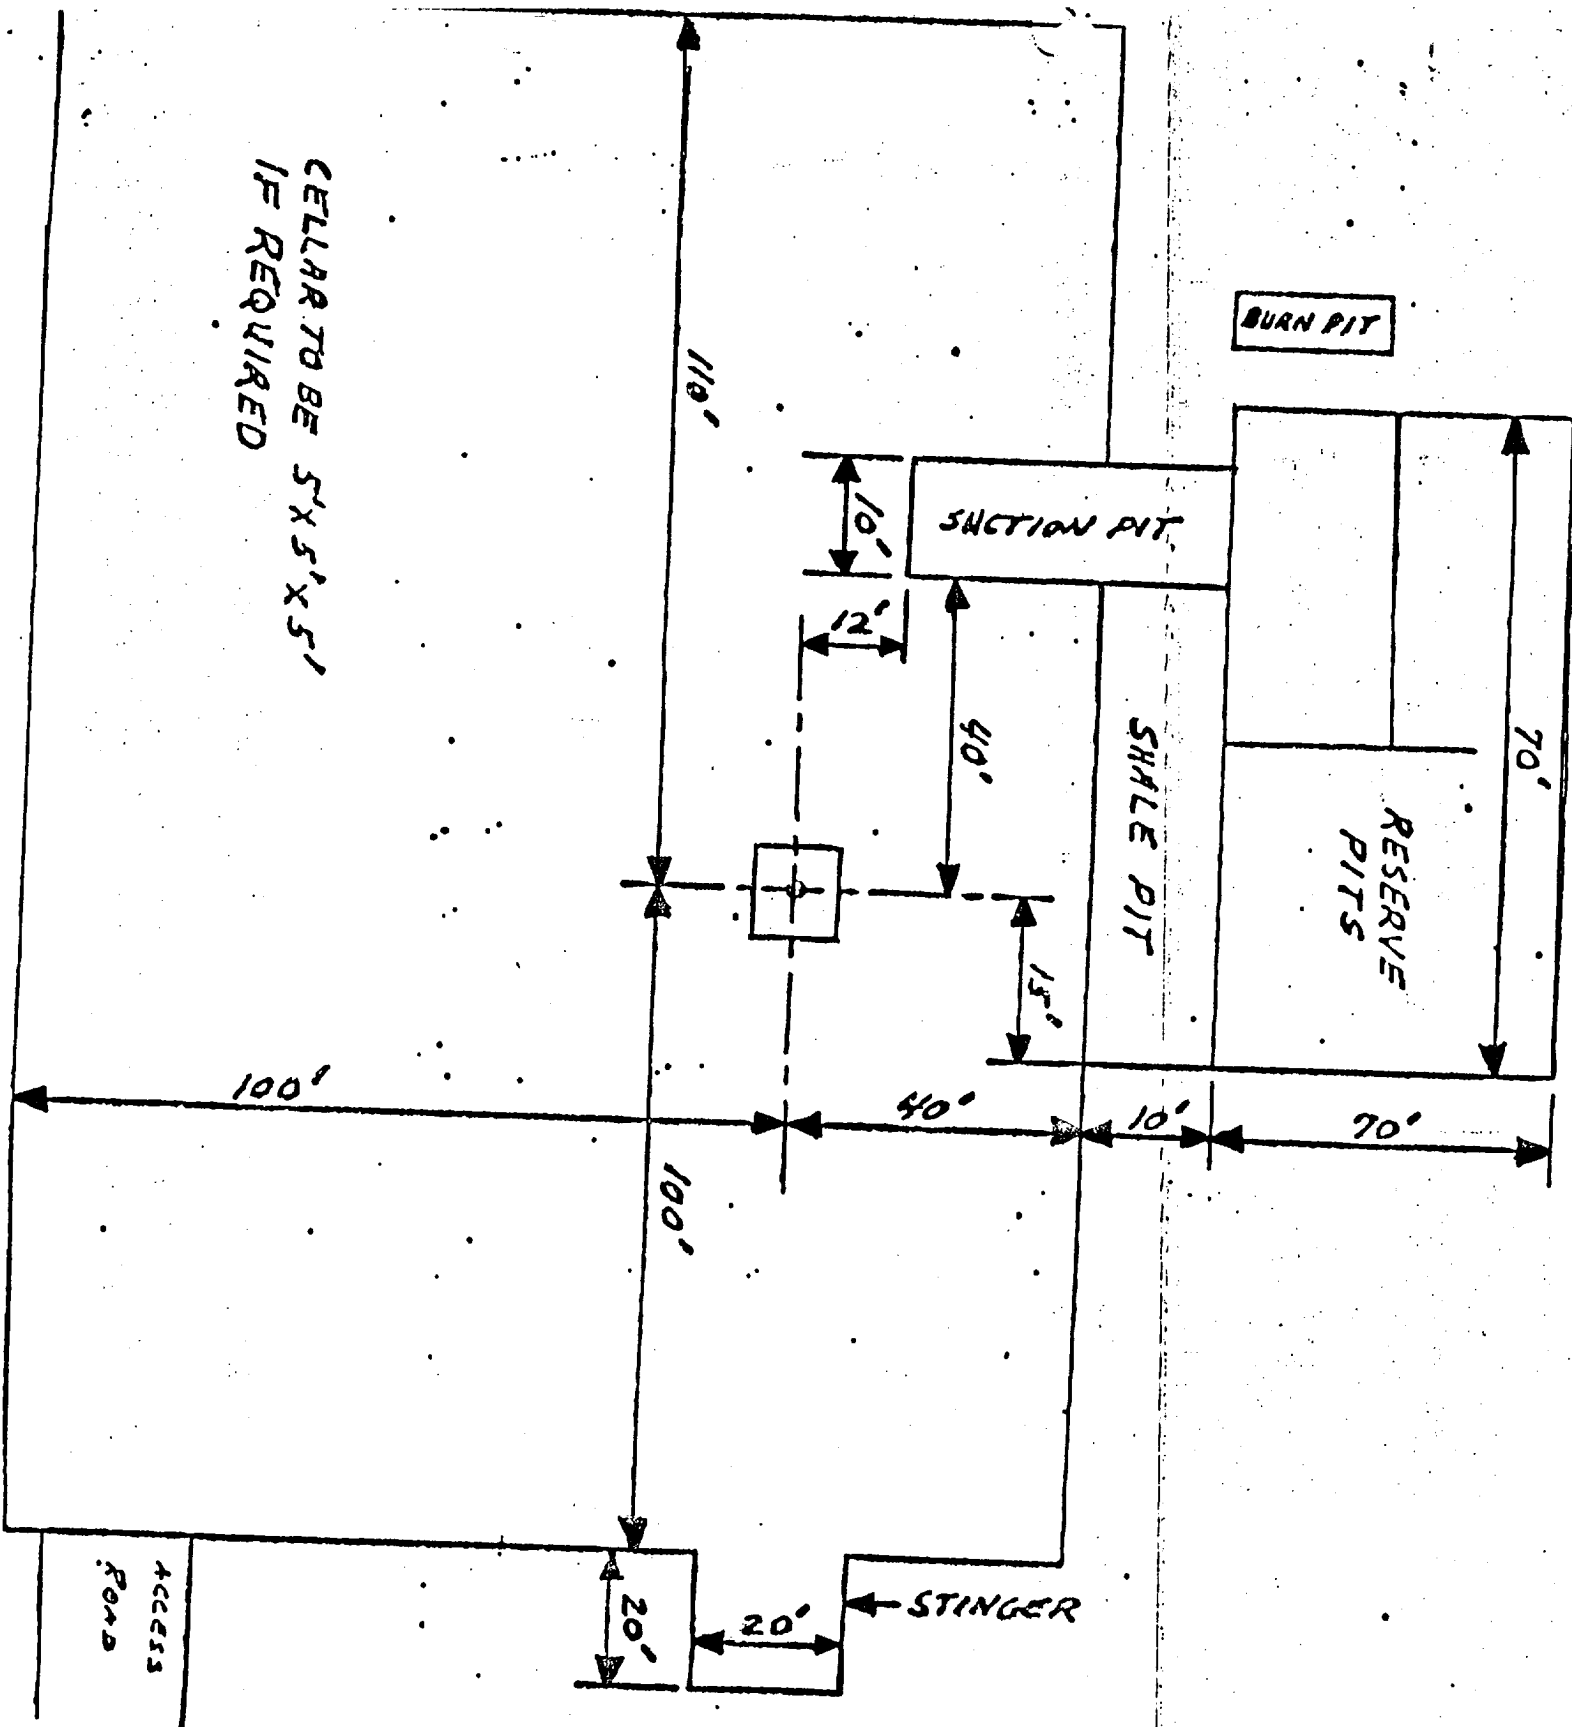 BURN PIT
CELLAR TO BE 5'X5'X5'
IF REQUIRED
110'
10'
SUCTION PIT
12'
40'
SHALE PIT
70'
RESERVE
PITS
15'
100'
40'
10'
70'
100'
STINGER
20'
20'
ACCESS
ROAD